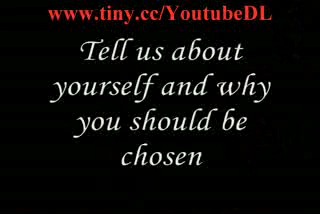 www.tiny.cc/YoutubeDL
Tell us about
yourself and why
you should be
chosen